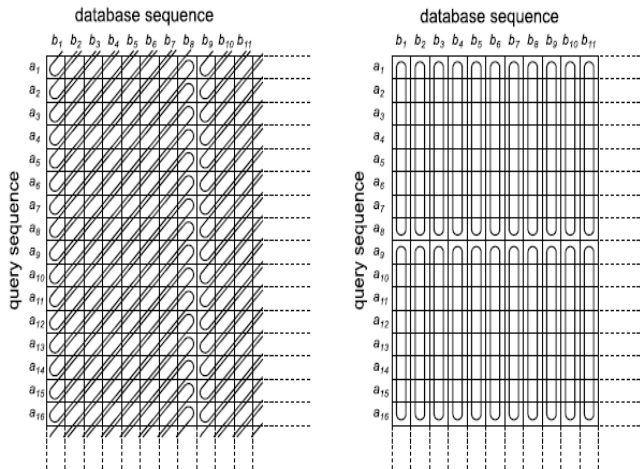 database sequence
b1 b2 b3 b4 b5 b6 b7 b8 b9 b10 b11
query sequence
a1
a2
a3
a4
a5
a6
a7
a8
a9
a10
a11
a12
a13
a14
a15
a16
database sequence
b1 b2 b3 b4 b5 b6 b7 b8 b9 b10 b11
query sequence
a1
a2
a3
a4
a5
a6
a7
a8
a9
a10
a11
a12
a13
a14
a15
a16